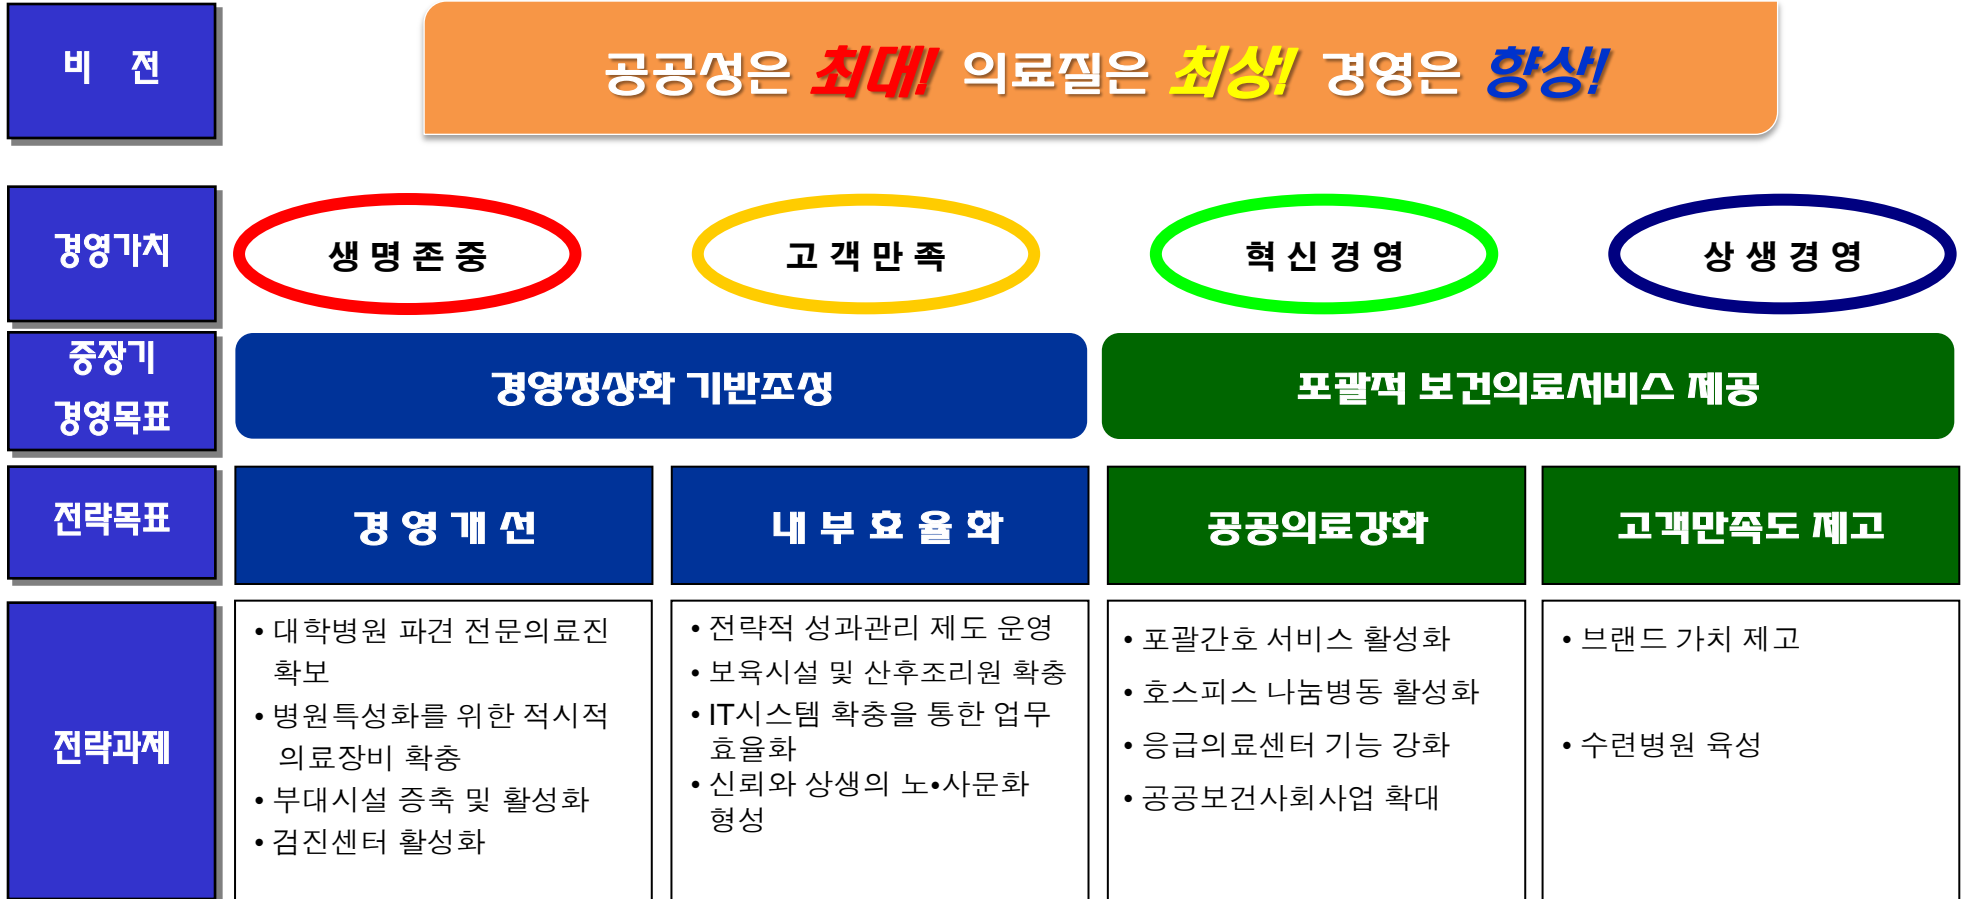 비 전
공공성은 최대! 의료질은 최상! 경영은 향상!
경영가치
생 명 존 중
고 객 만 족
혁 신 경 영
상 생 경 영
중장기
경영목표
경영정상화 기반조성
포괄적 보건의료서비스 제공
전략목표
경 영 개 선
내 부 효 율 화
공공의료강화
고객만족도 제고
전략과제
• 대학병원 파견 전문의료진
확보
• 병원특성화를 위한 적시적
의료장비 확충
• 부대시설 증축 및 활성화
• 검진센터 활성화
• 전략적 성과관리 제도 운영
• 보육시설 및 산후조리원 확충
• IT시스템 확충을 통한 업무
효율화
• 신뢰와 상생의 노•사문화
형성
• 포괄간호 서비스 활성화
• 호스피스 나눔병동 활성화
• 응급의료센터 기능 강화
• 공공보건사회사업 확대
• 브랜드 가치 제고
• 수련병원 육성